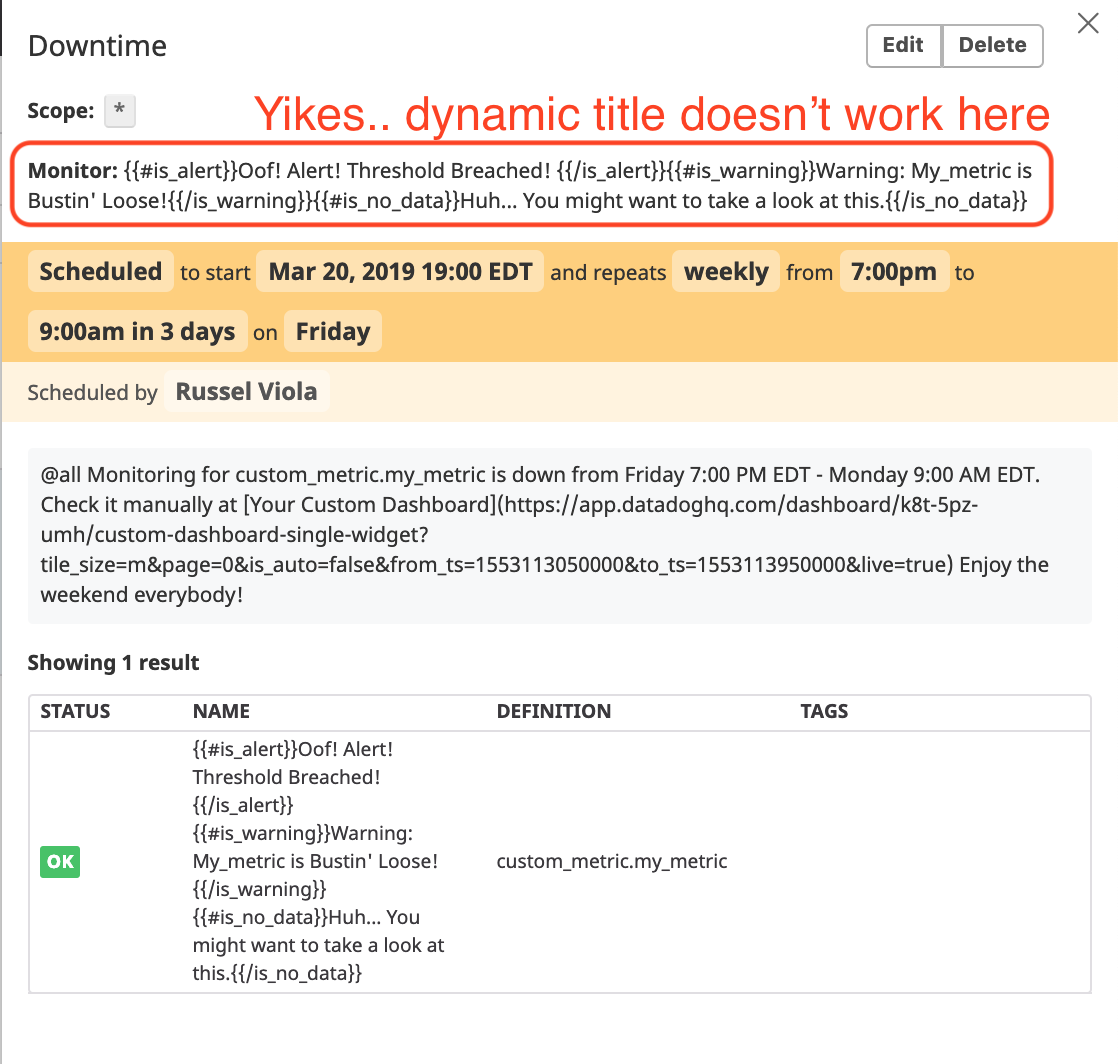 Downtime
Edit Delete
Scope: *
Yikes.. dynamic title doesn't work here
Monitor: {{#is_alert}}Oof! Alert! Threshold Breached! {{/is_alert}}{{#is_warning}}Warning: My_metric is
Bustin' Loose!{{/is_warning}}{{#is_no_data}}Huh... You might want to take a look at this.{{/is_no_data}}
Scheduled to start Mar 20, 2019 19:00 EDT and repeats weekly from 7:00pm to
9:00am in 3 days on Friday
Scheduled by Russel Viola
@all Monitoring for custom_metric.my_metric is down from Friday 7:00 PM EDT - Monday 9:00 AM EDT.
Check it manually at [Your Custom Dashboard](https://app.datadoghq.com/dashboard/k8t-5pz-
umh/custom-dashboard-single-widget?
tile_size=m&page=0&is_auto=false&from_ts=1553113050000&to_ts=1553113950000&live=true) Enjoy the
weekend everybody!
Showing 1 result
STATUS NAME DEFINITION TAGS
{{#is_alert}}Oof! Alert!
Threshold Breached!
{{/is_alert}}
{{#is_warning}}Warning:
OK My_metric is Bustin' Loose! custom_metric.my_metric
{{/is_warning}}
{{#is_no_data}}Huh... You
might want to take a look at
this.{{/is_no_data}}